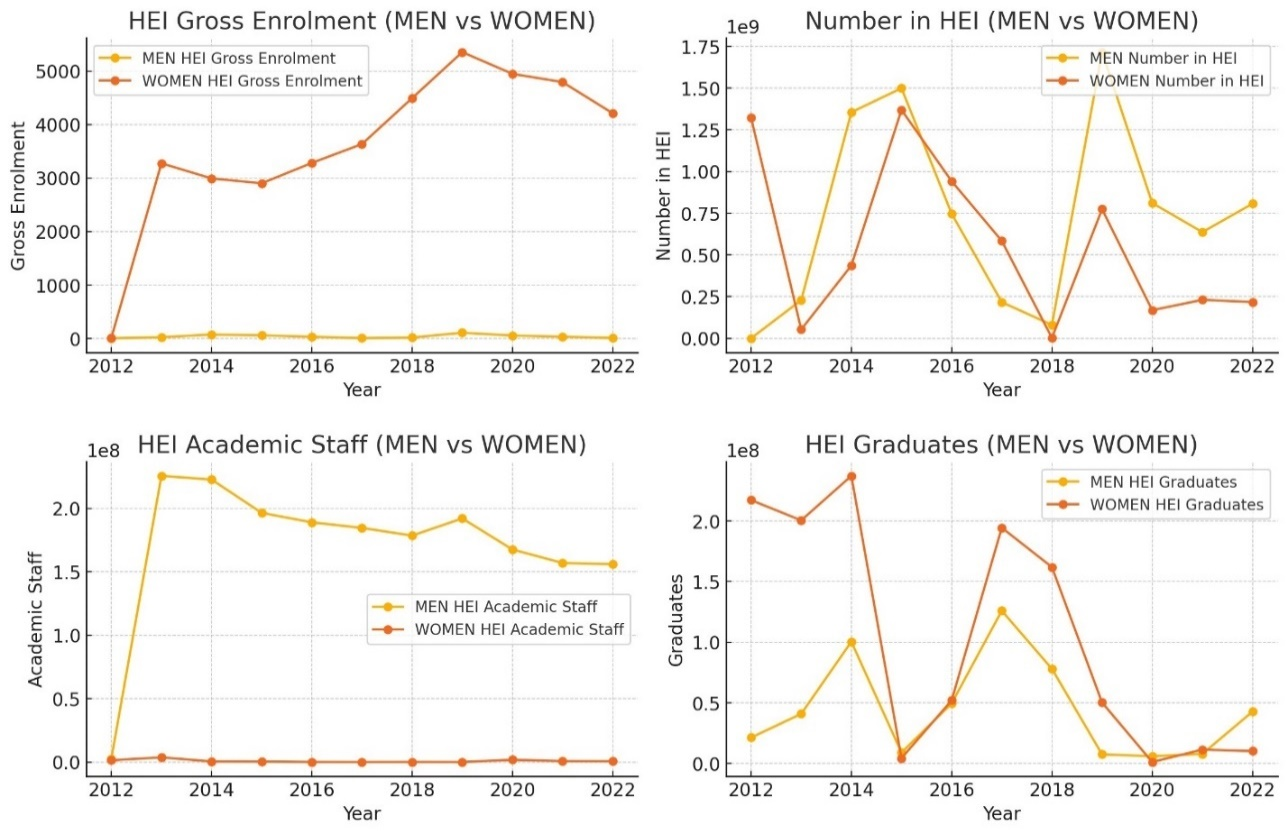 HEI Gross Enrolment (MEN vs WOMEN)
MEN HEI Gross Enrolment
WOMEN HEI Gross Enrolment
5000
4000
3000
2000
1000
0
Gross Enrolment
2012 2014 2016 2018 2020 2022
Year
Number in HEI (MEN vs WOMEN)
1e9
MEN Number in HEI
WOMEN Number in HEI
1.75
1.50
1.25
1.00
0.75
0.50
0.25
0.00
Number in HEI
2012 2014 2016 2018 2020 2022
Year
HEI Academic Staff (MEN vs WOMEN)
1e8
2.0
1.5
1.0
0.5
0.0
Academic Staff
MEN HEI Academic Staff
WOMEN HEI Academic Staff
2012 2014 2016 2018 2020 2022
Year
HEI Graduates (MEN vs WOMEN)
1e8
MEN HEI Graduates
WOMEN HEI Graduates
2.0
1.5
1.0
0.5
0.0
Graduates
2012 2014 2016 2018 2020 2022
Year